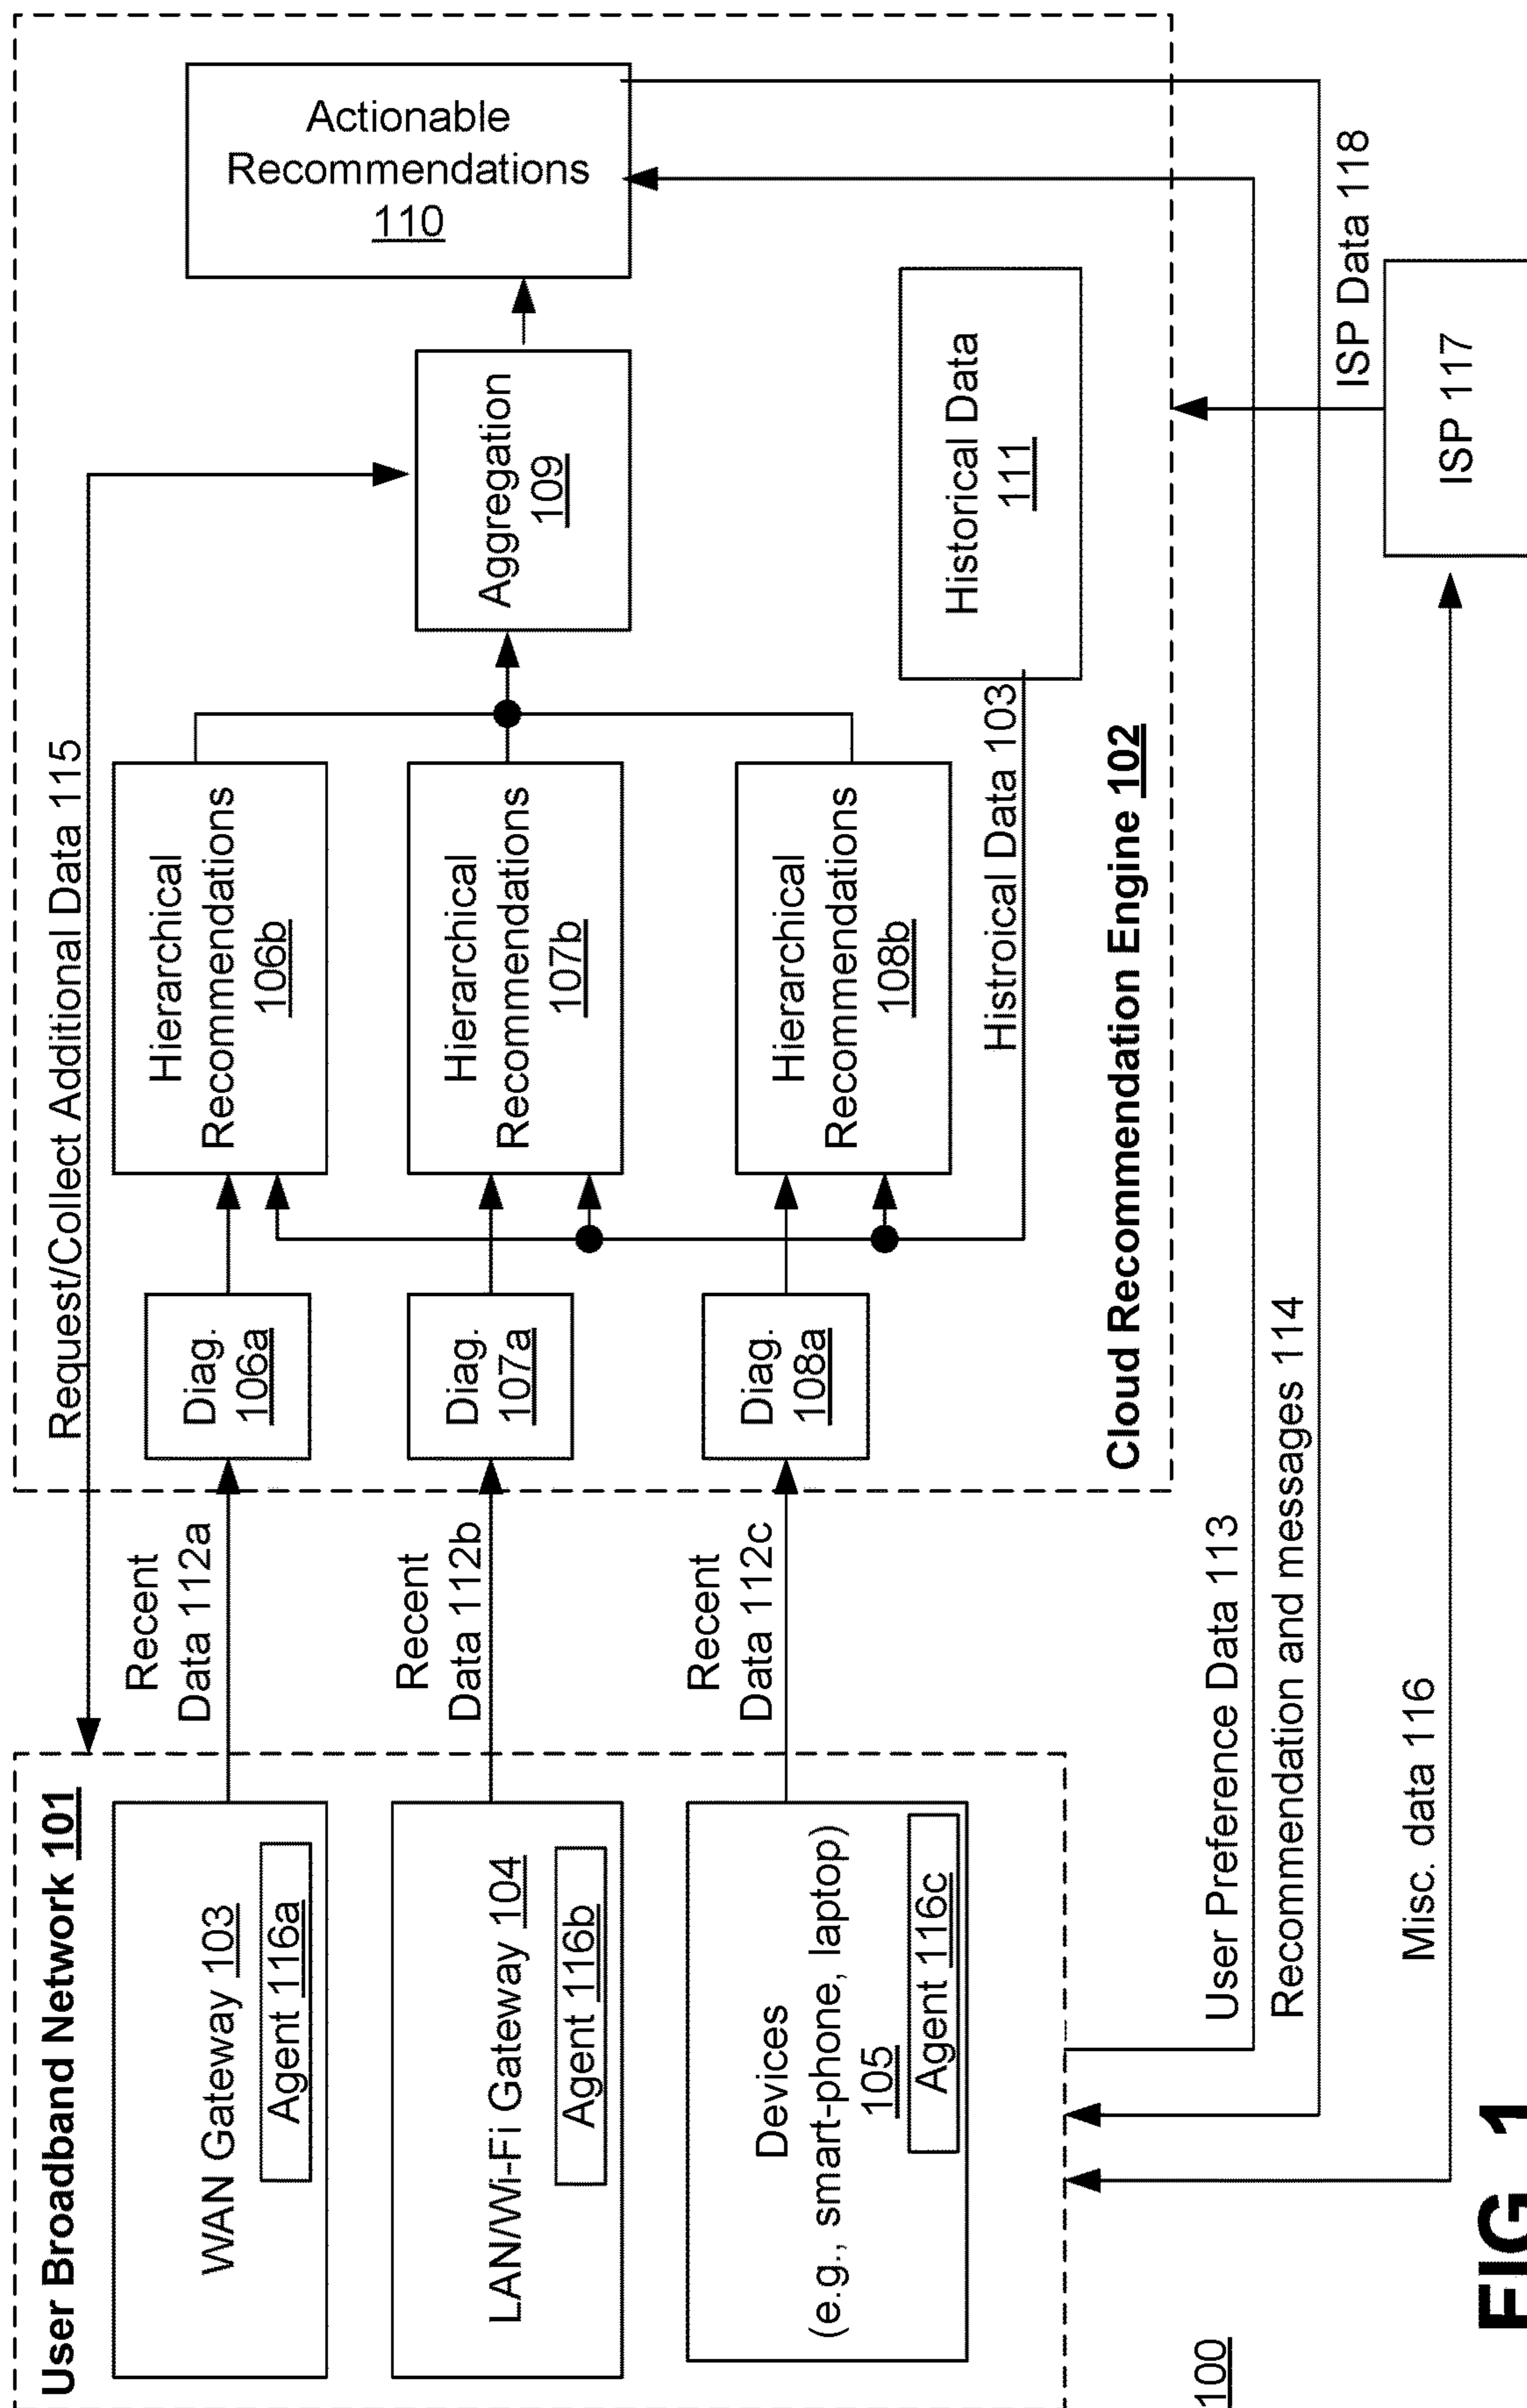 User Broadband Network 101
WAN Gateway 103
Agent 116a
LAN/Wi-Fi Gateway 104
Agent 116b
Devices
(e.g., smart-phone, laptop)
105
Agent 116c
Request/Collect Additional Data 115
Recent
Data 112a
Recent
Data 112b
Recent
Data 112c
Diag.
106a
Diag.
107a
Diag.
108a
Hierarchical
Recommendations
106b
Hierarchical
Recommendations
107b
Hierarchical
Recommendations
108b
Aggregation
109
Actionable
Recommendations
110
Historical Data
111
Histroical Data 103
Cloud Recommendation Engine 102
User Preference Data 113
Recommendation and messages 114
ISP Data 118
Misc. data 116
ISP 117
100
FIG. 1